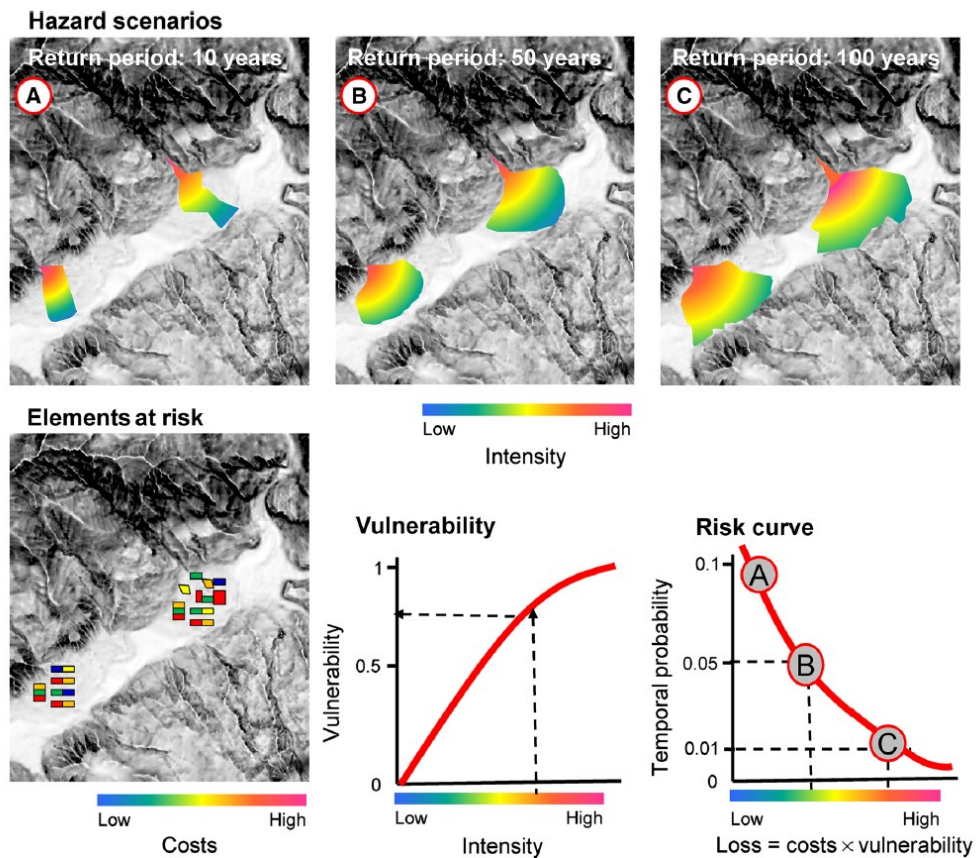 Hazard scenarios
Return period: 10 years
A
Return period: 50 years
B
Return period: 100 years
C
Low
High
Intensity
Elements at risk
Low
High
Costs
Vulnerability
Vulnerability
1
0.5
0
Low
High
Intensity
Risk curve
Temporal probability
0.1
0.05
0.01
0
A
B
C
Low
High
Loss = costs × vulnerability